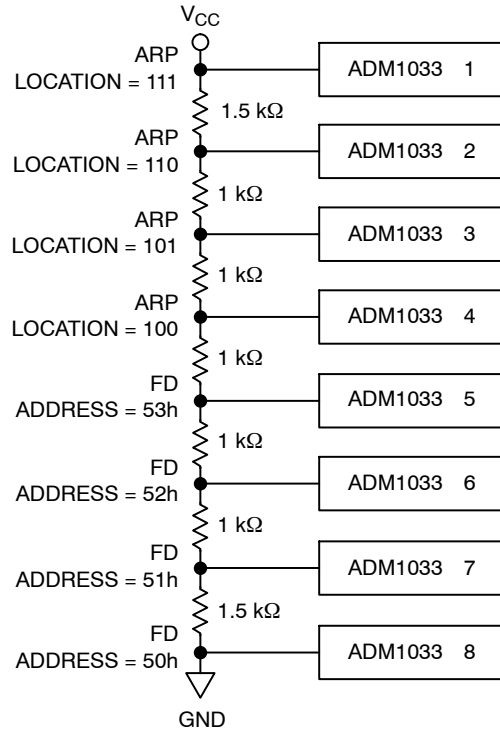 VCC
ARP
LOCATION = 111
ADM1033 1
1.5 kΩ
ARP
LOCATION = 110
ADM1033 2
1 kΩ
ARP
LOCATION = 101
ADM1033 3
1 kΩ
ARP
LOCATION = 100
ADM1033 4
1 kΩ
FD
ADDRESS = 53h
ADM1033 5
1 kΩ
FD
ADDRESS = 52h
ADM1033 6
1 kΩ
FD
ADDRESS = 51h
ADM1033 7
1.5 kΩ
FD
ADDRESS = 50h
ADM1033 8
GND